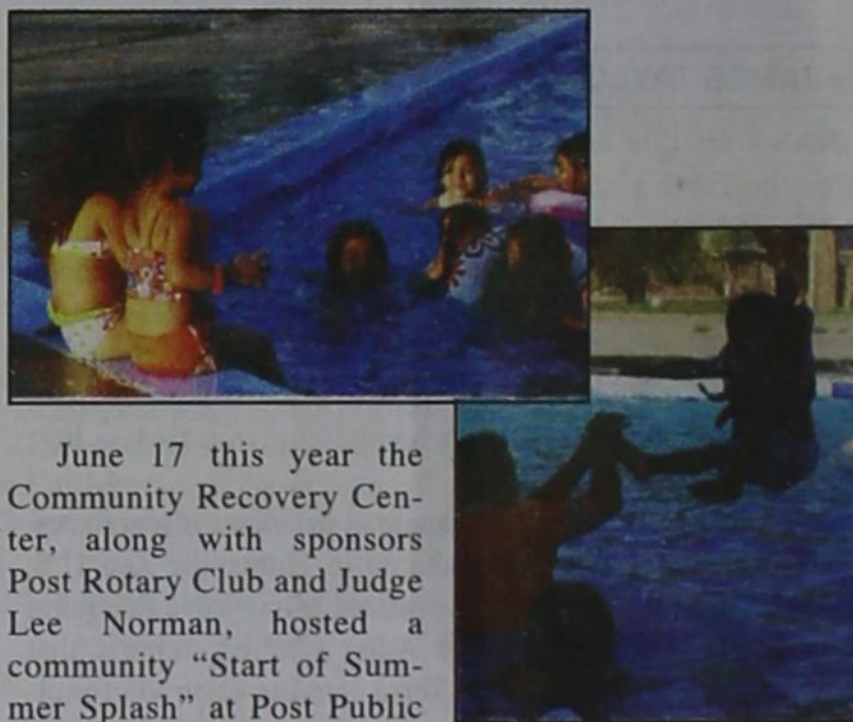 June 17 this year the
Community Recovery Cen-
ter, along with sponsors
Post Rotary Club and Judge
Lee Norman, hosted a
community “Start of Sum-
mer Splash” at Post Public